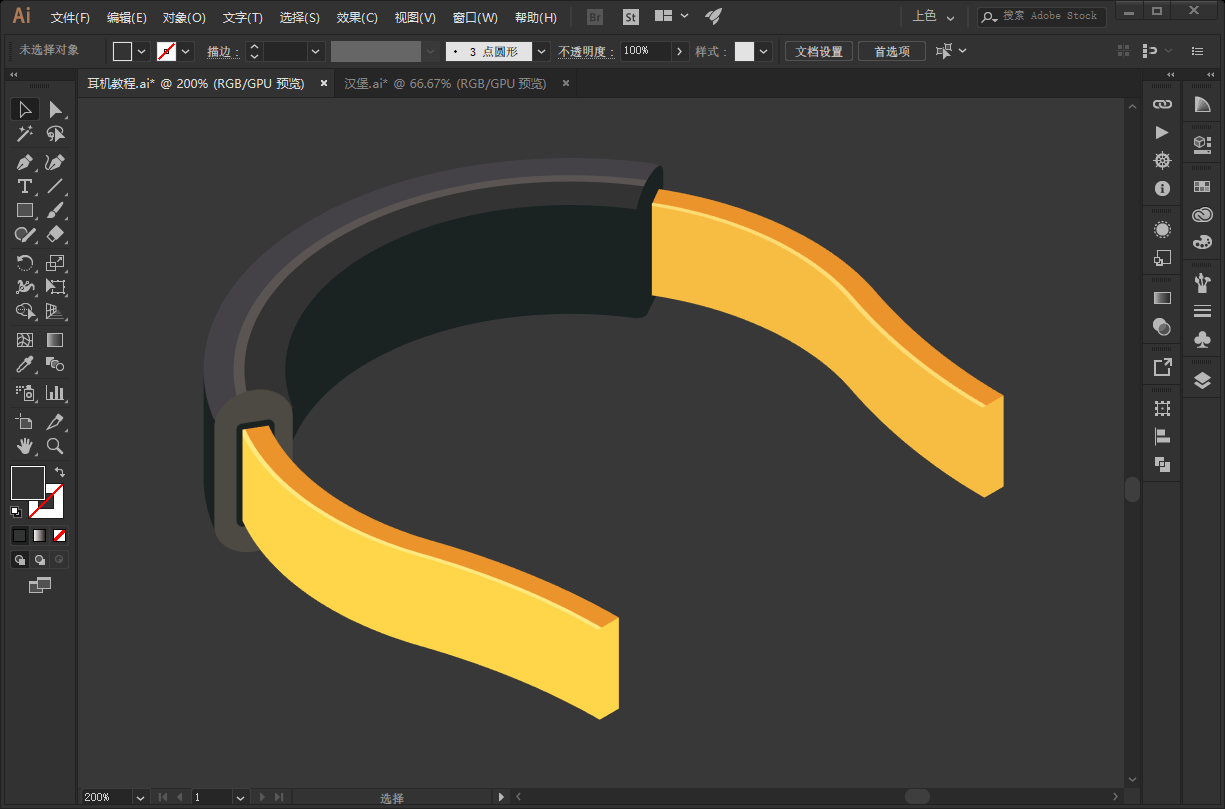 Ai 文件(F) 编辑(E) 对象(O) 文字(T) 选择(S) 效果(C) 视图(V) 窗口(W) 帮助(H) Br St 上色 搜索 Adobe Stock
未选择对象 描边： 3 点圆形 不透明度： 100% 样式： 文档设置 首选项
耳机教程.ai* @ 200% (RGB/GPU 预览) × 汉堡.ai* @ 66.67% (RGB/GPU 预览) ×
200% 1 选择